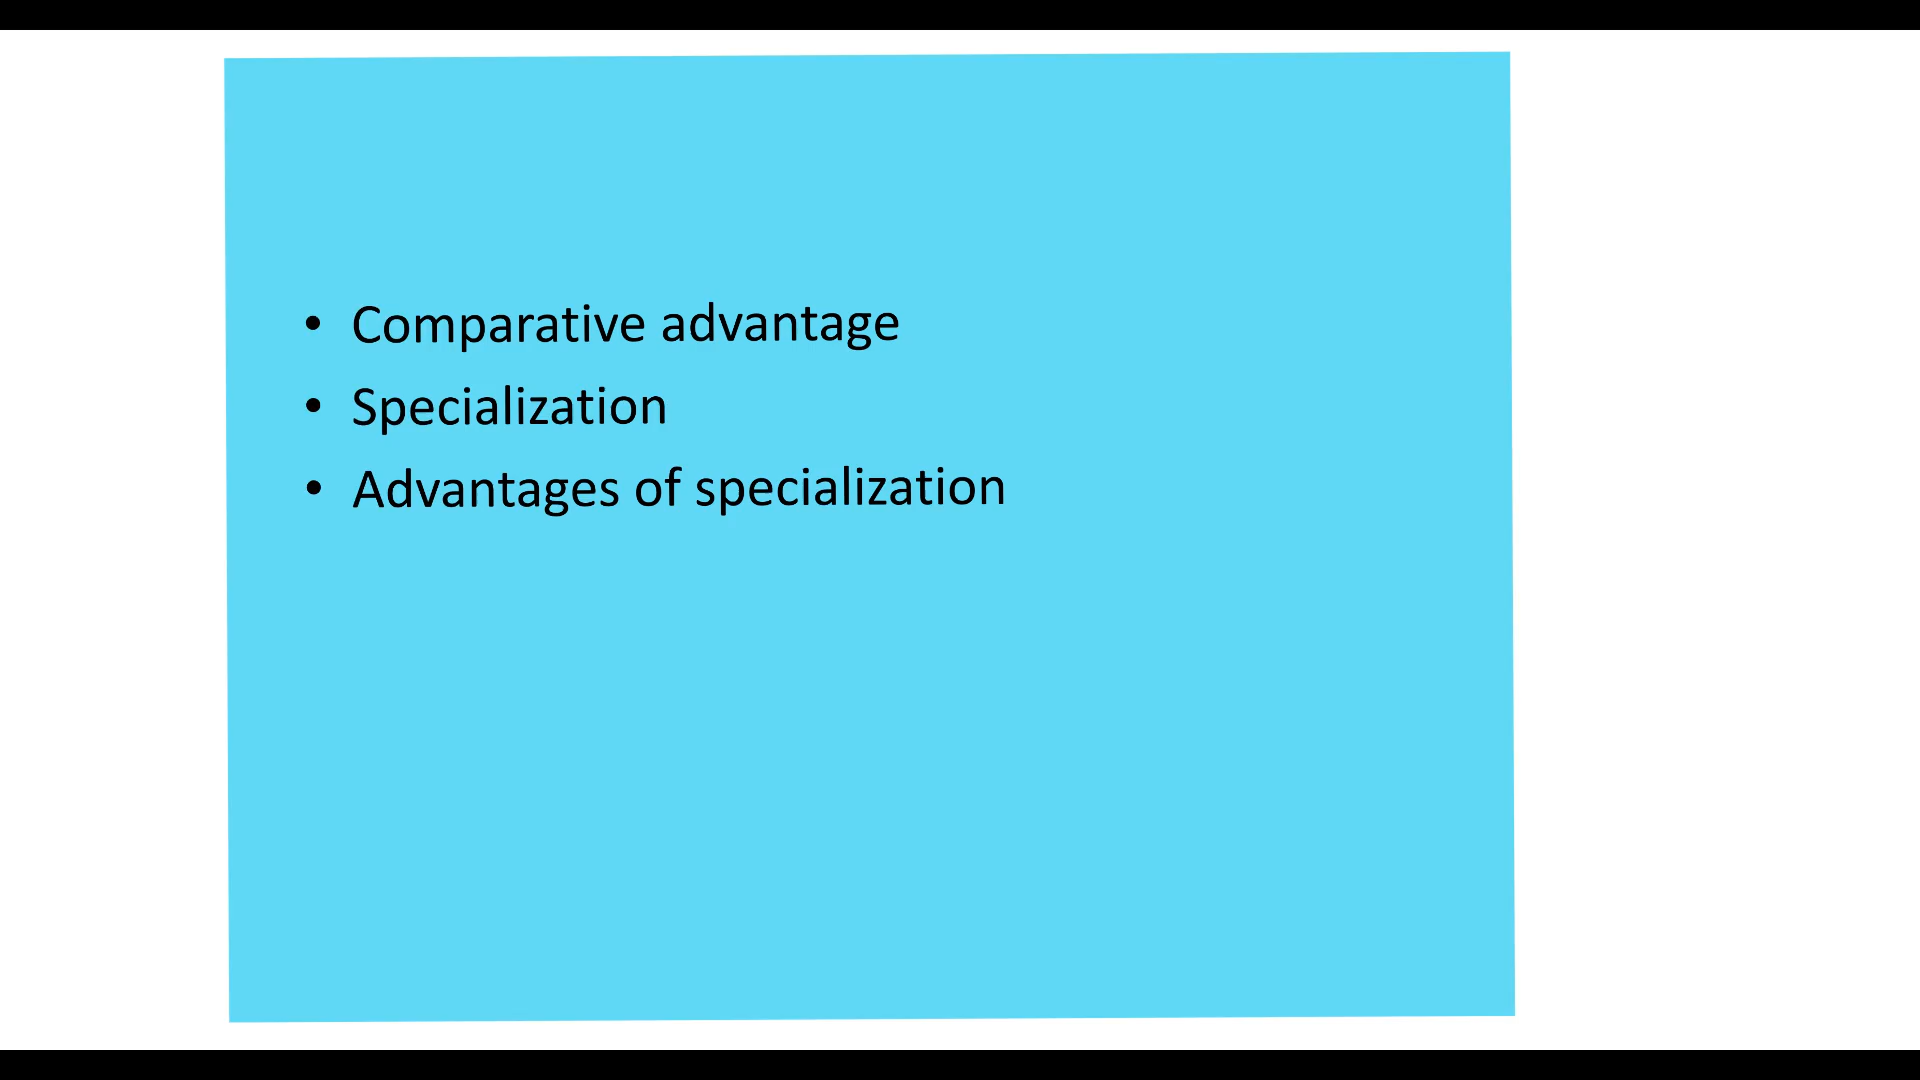 • Comparative advantage
• Specialization
• Advantages of specialization